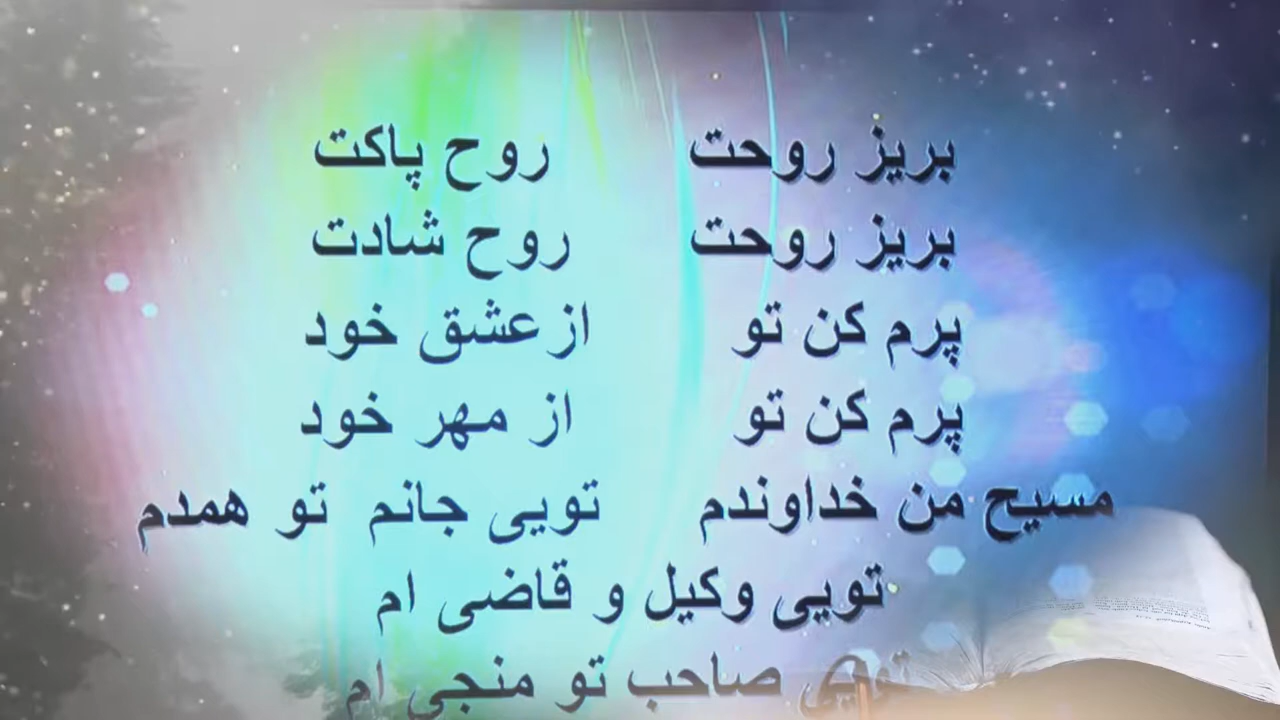 بریز روحت روح پاکت
بریز روحت روح شادت
پرم کن تو ازعشق خود
پرم کن تو از مهر خود
مسیح من خداوندم تویی جانم تو همدم
تویی وکیل و قاضی ام
تویی صاحب تو منجی ام